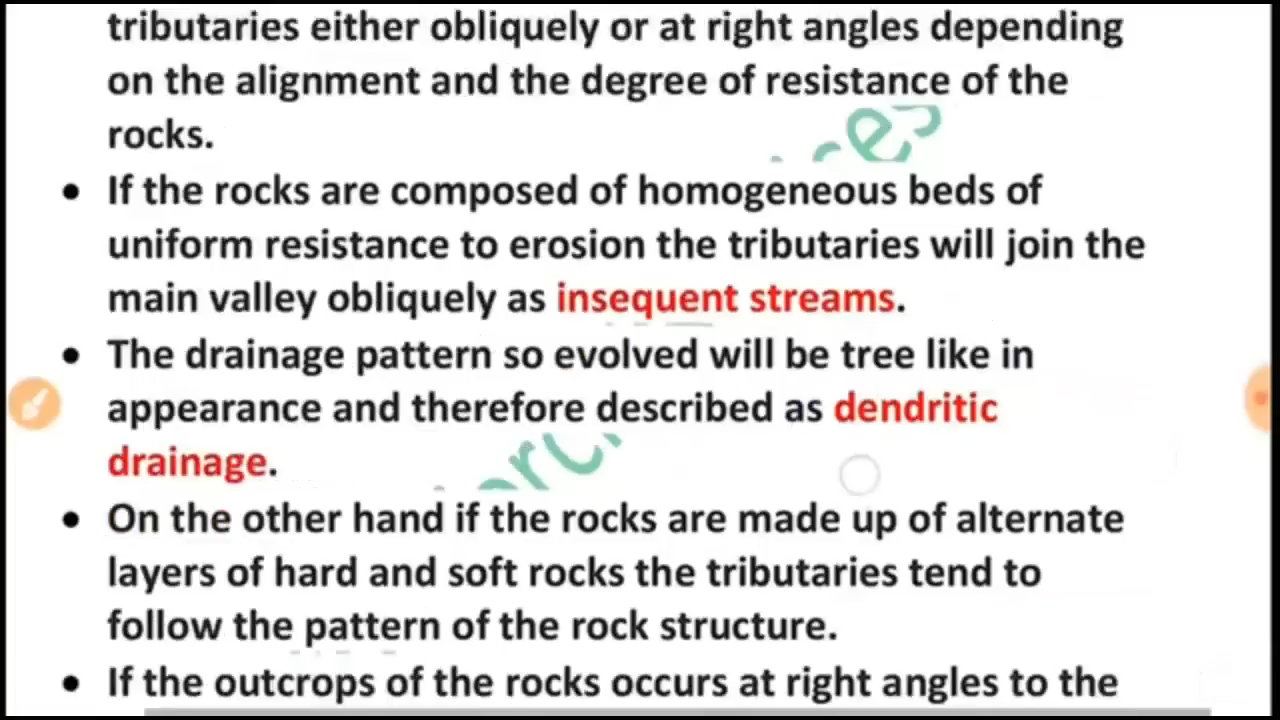 tributaries either obliquely or at right angles depending
on the alignment and the degree of resistance of the
rocks.
• If the rocks are composed of homogeneous beds of
uniform resistance to erosion the tributaries will join the
main valley obliquely as insequent streams.
• The drainage pattern so evolved will be tree like in
appearance and therefore described as dendritic
drainage.
• On the other hand if the rocks are made up of alternate
layers of hard and soft rocks the tributaries tend to
follow the pattern of the rock structure.
• If the outcrops of the rocks occurs at right angles to the